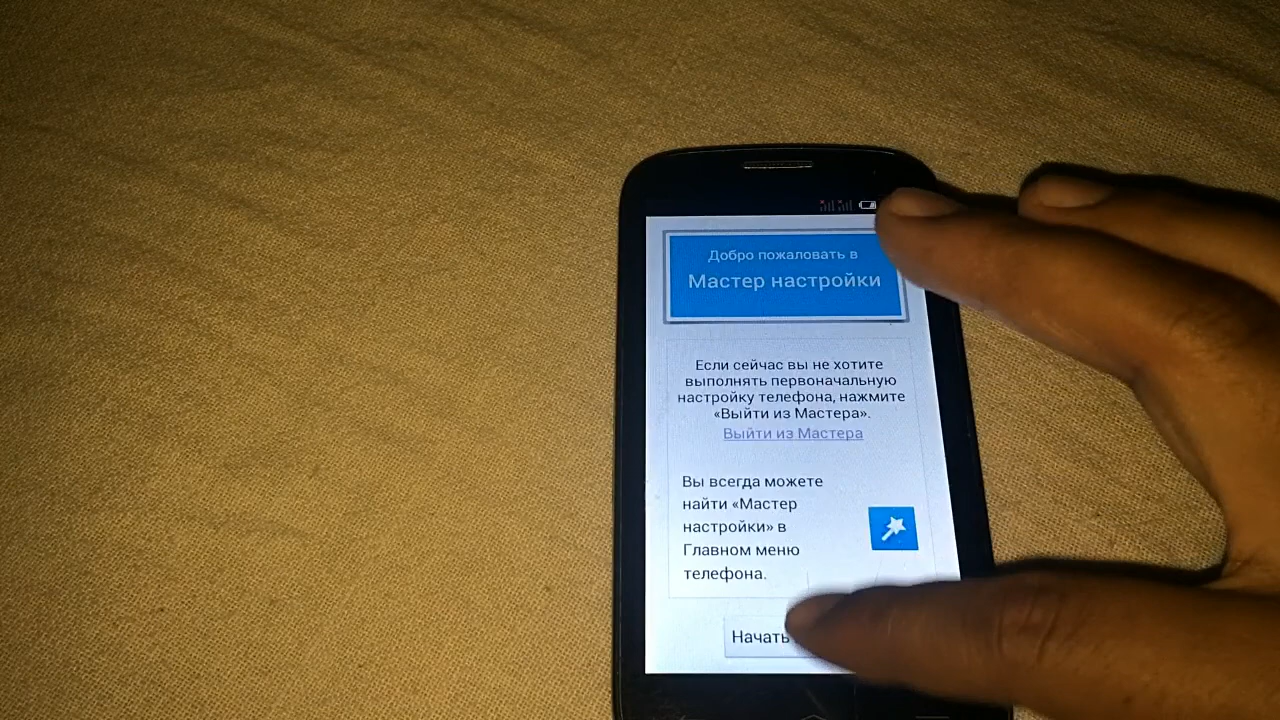 Добро пожаловать в
Мастер настройки
Если сейчас вы не хотите
выполнять первоначальную
настройку телефона, нажмите
«Выйти из Мастера».
Выйти из Мастера
Вы всегда можете
найти «Мастер
настройки» в
Главном меню
телефона.
Начать